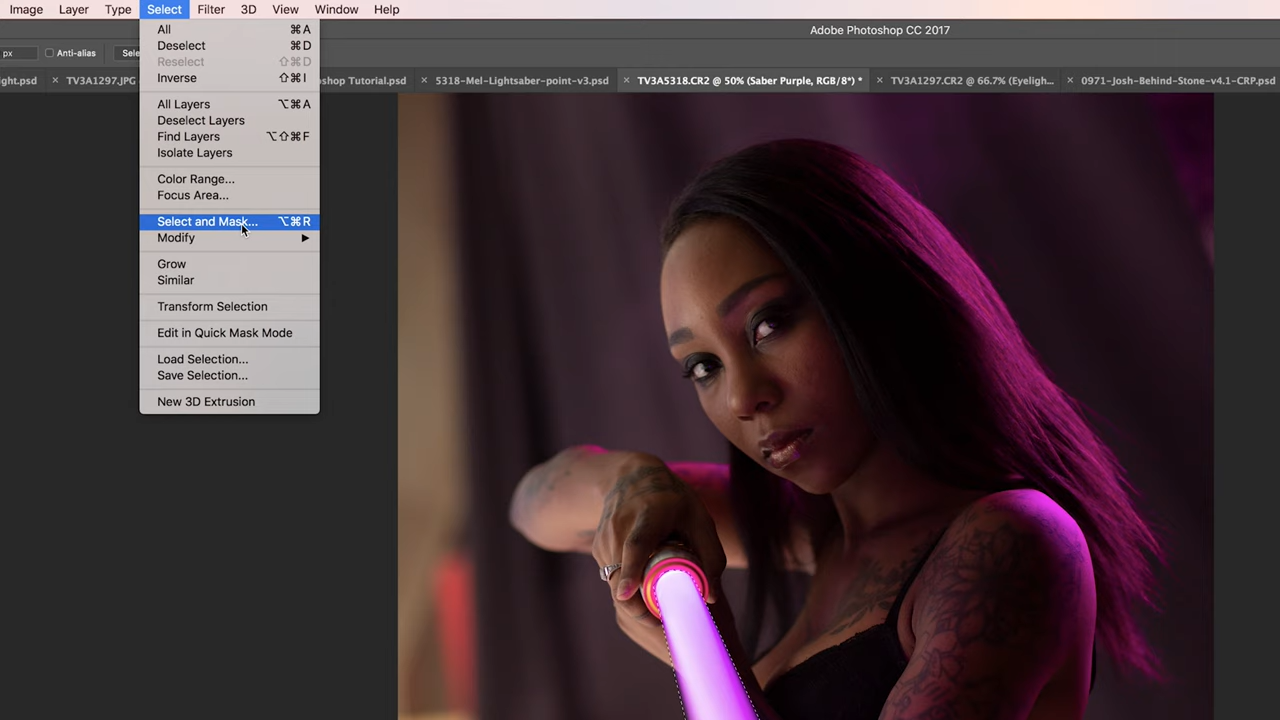 Image Layer Type Select Filter 3D View Window Help
Adobe Photoshop CC 2017
px Anti-alias Sele
ght.psd × TV3A1297.JPG shop Tutorial.psd × 5318-Mel-Lightsaber-point-v3.psd × TV3A5318.CR2 @ 50% (Saber Purple, RGB/8*) * × TV3A1297.CR2 @ 66.7% (Eyeligh... × 0971-Josh-Behind-Stone-v4.1-CRP.psd
All ⌘A
Deselect ⌘D
Reselect ⇧⌘D
Inverse ⇧⌘I
All Layers ⌥⌘A
Deselect Layers
Find Layers ⌥⇧⌘F
Isolate Layers
Color Range...
Focus Area...
Select and Mask... ⌥⌘R
Modify ▶
Grow
Similar
Transform Selection
Edit in Quick Mask Mode
Load Selection...
Save Selection...
New 3D Extrusion